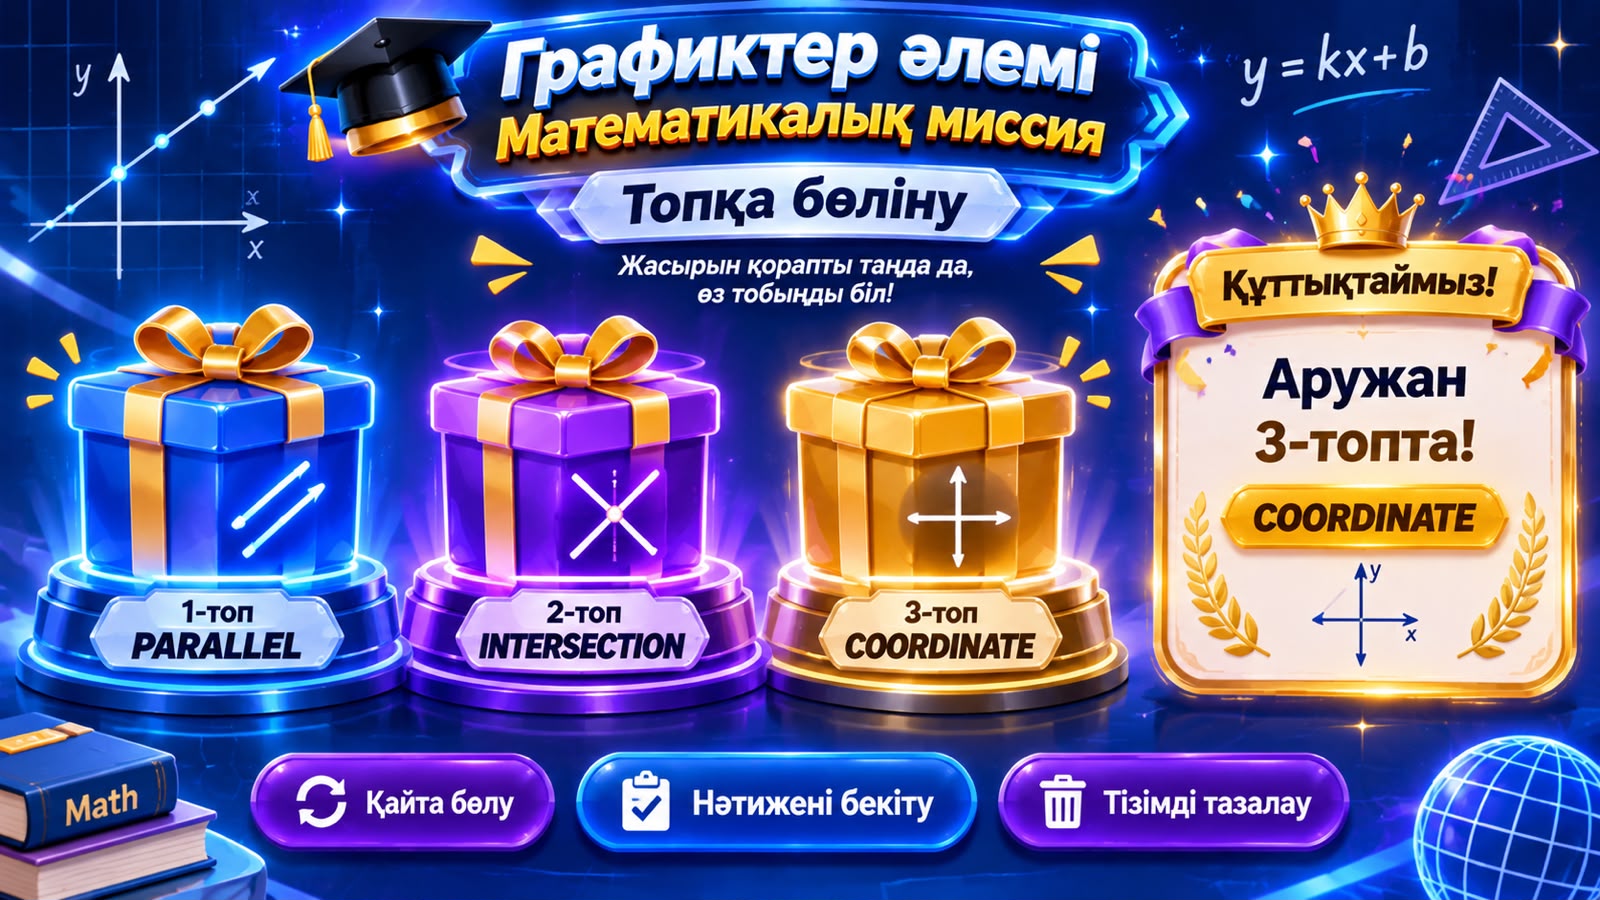 y
x
x
Графиктер әлемі
Математикалық миссия
Топқа бөліну
Жасырын қорапты таңда да,
өз тобыңды біл!
y = kx+b
1-топ
PARALLEL
2-топ
INTERSECTION
3-топ
COORDINATE
Құттықтаймыз!
Аружан
3-топта!
COORDINATE
y
x
Math
Қайта бөлу
Нәтижені бекіту
Тізімді тазалау